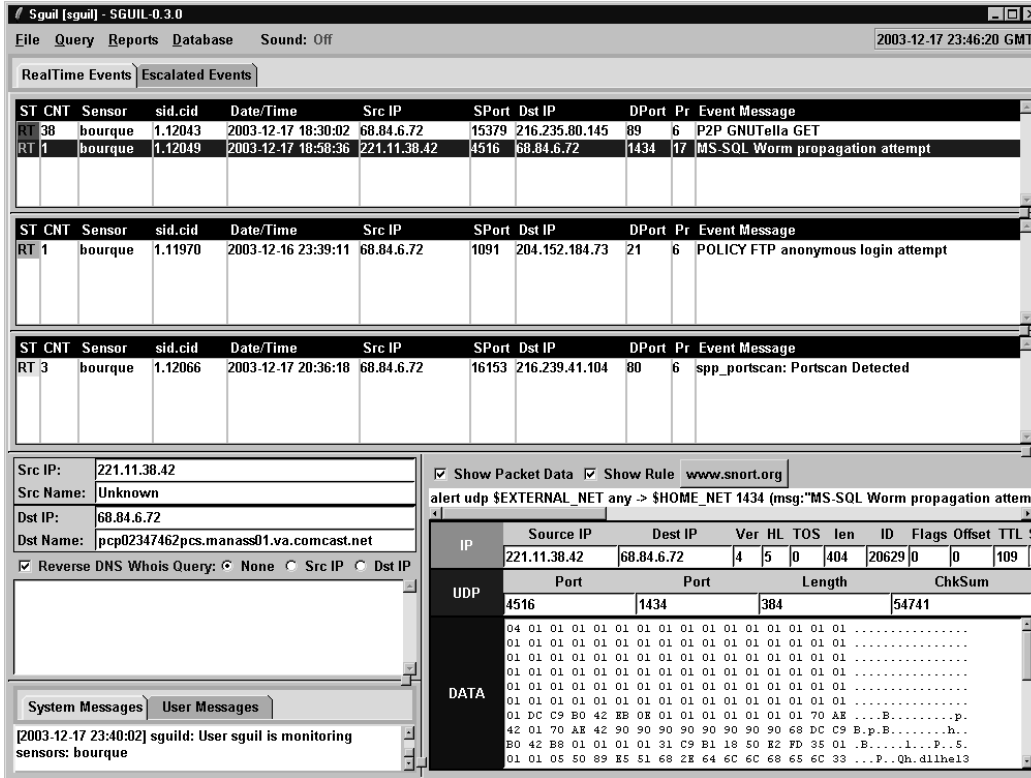 Sguil [sguil] - SGUIL-0.3.0
File Query Reports Database Sound: Off 2003-12-17 23:46:20 GMT
RealTime Events Escalated Events
ST CNT Sensor sid.cid Date/Time Src IP SPort Dst IP DPort Pr Event Message
RT 38 bourque 1.12043 2003-12-17 18:30:02 68.84.6.72 15379 216.235.80.145 89 6 P2P GNUTella GET
RT 1 bourque 1.12049 2003-12-17 18:58:36 221.11.38.42 4516 68.84.6.72 1434 17 MS-SQL Worm propagation attempt
ST CNT Sensor sid.cid Date/Time Src IP SPort Dst IP DPort Pr Event Message
RT 1 bourque 1.11970 2003-12-16 23:39:11 68.84.6.72 1091 204.152.184.73 21 6 POLICY FTP anonymous login attempt
ST CNT Sensor sid.cid Date/Time Src IP SPort Dst IP DPort Pr Event Message
RT 3 bourque 1.12066 2003-12-17 20:36:18 68.84.6.72 16153 216.239.41.104 80 6 spp_portscan: Portscan Detected
Src IP: 221.11.38.42
Src Name: Unknown
Dst IP: 68.84.6.72
Dst Name: pcp02347462pcs.manass01.va.comcast.net
Reverse DNS Whois Query: None Src IP Dst IP
System Messages User Messages
[2003-12-17 23:40:02] sguild: User sguil is monitoring
sensors: bourque
Show Packet Data Show Rule www.snort.org
alert udp $EXTERNAL_NET any -> $HOME_NET 1434 (msg:"MS-SQL Worm propagation attem
IP
Source IP Dest IP Ver HL TOS len ID Flags Offset TTL
221.11.38.42 68.84.6.72 4 5 0 404 20629 0 0 109
UDP
Port Port Length ChkSum
4516 1434 384 54741
DATA
04 01 01 01 01 01 01 01 01 01 01 01 01 01 01 01 ................
01 01 01 01 01 01 01 01 01 01 01 01 01 01 01 01 ................
01 01 01 01 01 01 01 01 01 01 01 01 01 01 01 01 ................
01 01 01 01 01 01 01 01 01 01 01 01 01 01 01 01 ................
01 01 01 01 01 01 01 01 01 01 01 01 01 01 01 01 ................
01 01 01 01 01 01 01 01 01 01 01 01 01 01 01 01 ................
01 DC C9 B0 42 EB 0E 01 01 01 01 01 01 01 70 AE ....B.........p.
42 01 70 AE 42 90 90 90 90 90 90 90 90 68 DC C9 B.p.B........h..
B0 42 B8 01 01 01 01 31 C9 B1 18 50 E2 FD 35 01 .B.....1...P..5.
01 01 05 50 89 E5 51 68 2E 64 6C 6C 68 65 6C 33 ...P..Qh.dllhel3